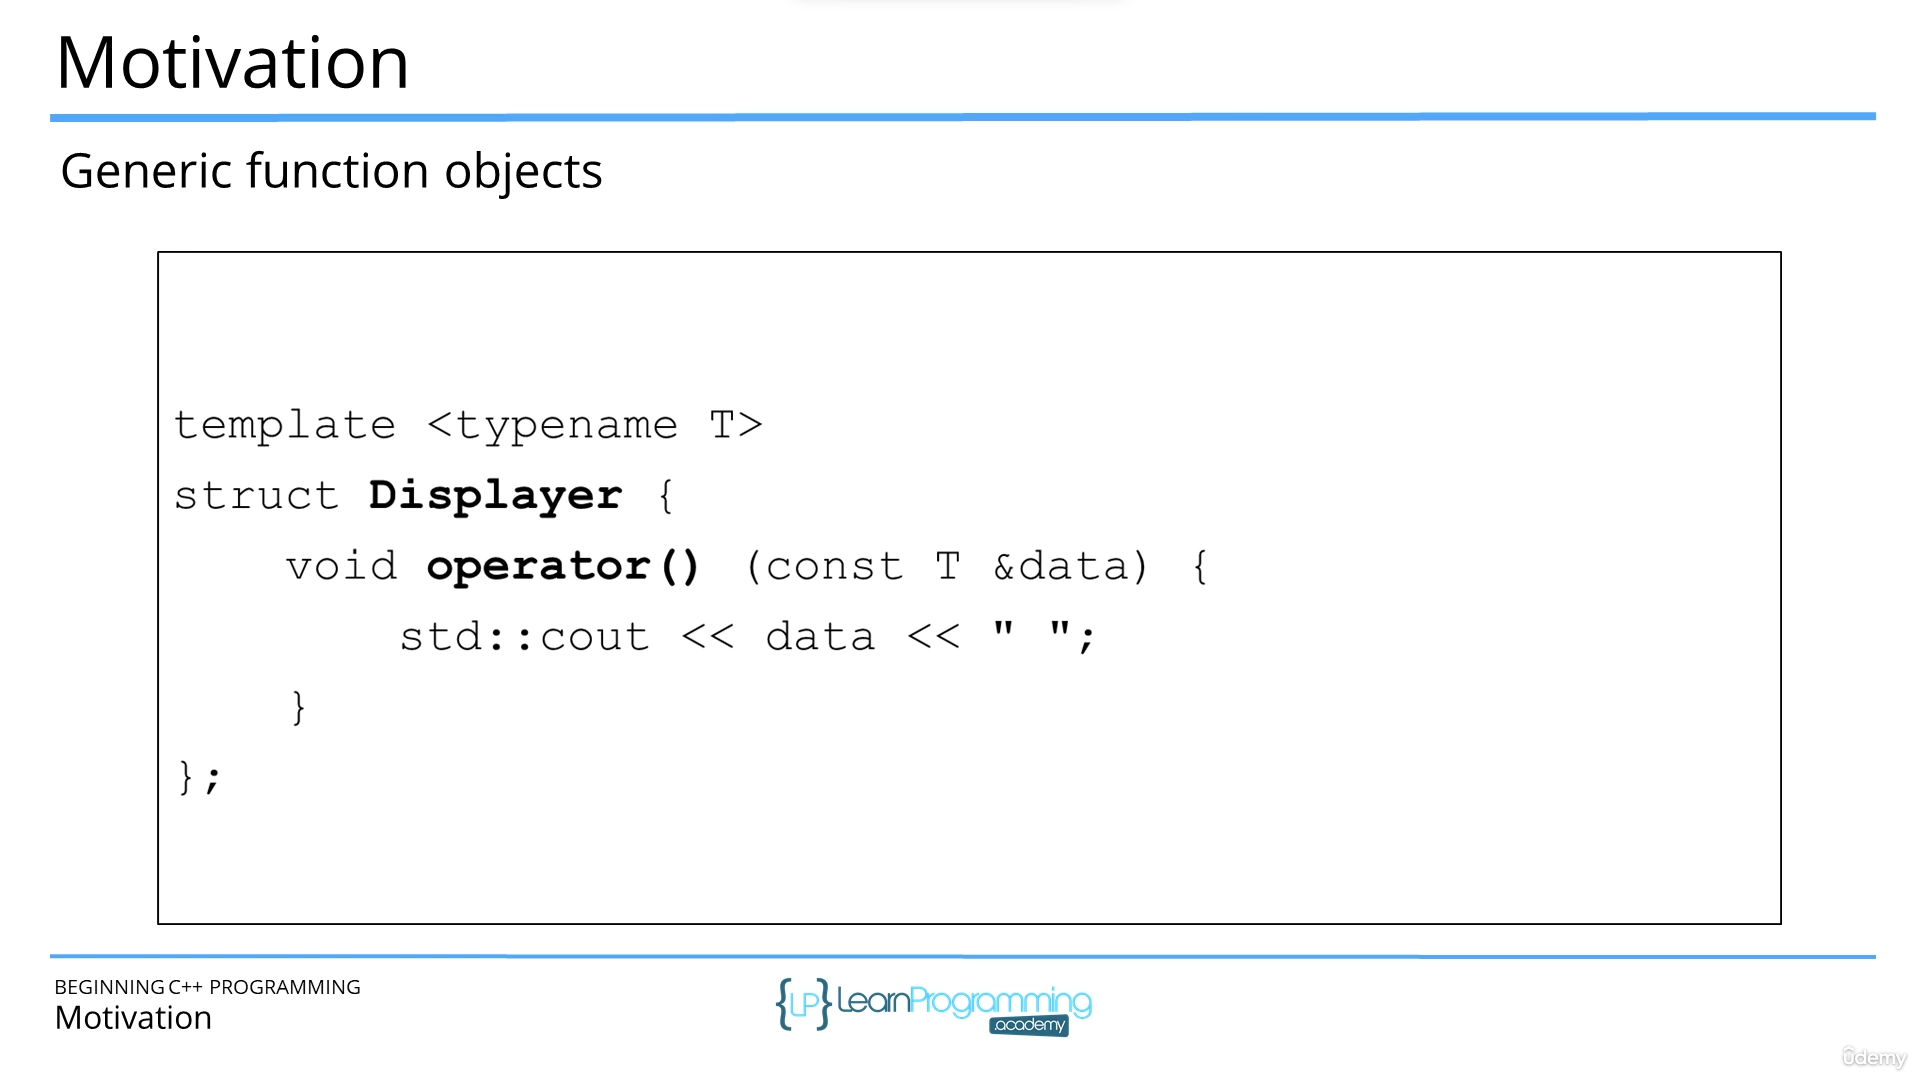 Motivation
Generic function objects
template <typename T>
struct Displayer {
    void operator() (const T &data) {
        std::cout << data << " ";
    }
};
BEGINNING C++ PROGRAMMING
Motivation
{LP} LearnProgramming
.academy
ûdemy